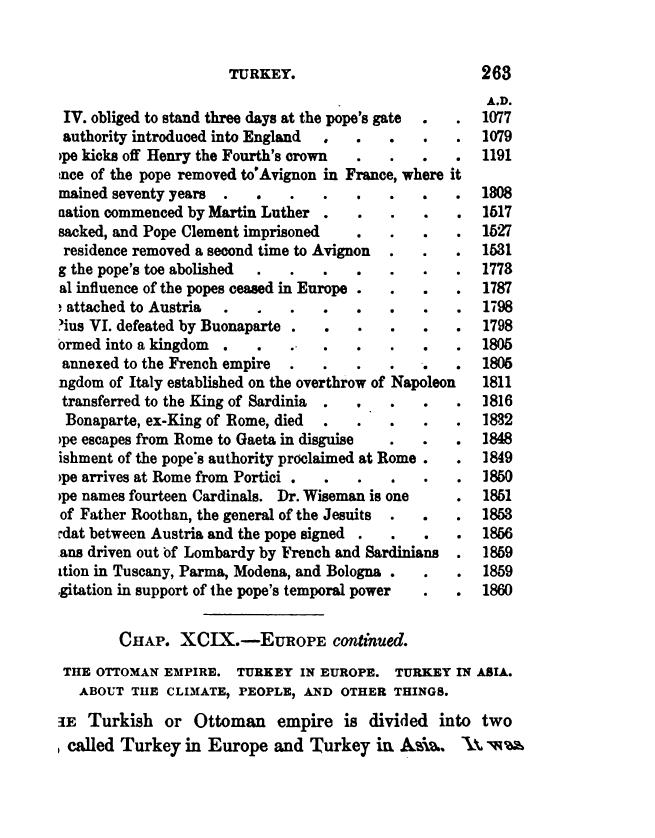 TURKEY. 263
A.D.
IV. obliged to stand three days at the pope's gate . . 1077
authority introduced into England . . . . . 1079
ope kicks off Henry the Fourth's crown . . . . 1191
nce of the pope removed to Avignon in France, where it
mained seventy years . . . . . . . . 1308
nation commenced by Martin Luther . . . . . 1517
sacked, and Pope Clement imprisoned . . . . 1527
residence removed a second time to Avignon . . . 1531
g the pope's toe abolished . . . . . . . 1773
al influence of the popes ceased in Europe . . . . 1787
attached to Austria . . . . . . . . 1798
Pius VI. defeated by Buonaparte . . . . . . 1798
ormed into a kingdom . . . . . . . . 1805
annexed to the French empire . . . . . . 1805
ngdom of Italy established on the overthrow of Napoleon 1811
transferred to the King of Sardinia . . . . . 1816
Bonaparte, ex-King of Rome, died . . . . . 1832
ope escapes from Rome to Gaeta in disguise . . . 1848
ishment of the pope's authority proclaimed at Rome . . 1849
ope arrives at Rome from Portici . . . . . . 1850
ope names fourteen Cardinals. Dr. Wiseman is one . 1851
of Father Roothan, the general of the Jesuits . . . 1853
rdat between Austria and the pope signed . . . . 1856
ans driven out of Lombardy by French and Sardinians . 1859
ation in Tuscany, Parma, Modena, and Bologna . . . 1859
gitation in support of the pope's temporal power . . 1860
CHAP. XCIX.—EUROPE continued.
THE OTTOMAN EMPIRE. TURKEY IN EUROPE. TURKEY IN ASIA.
ABOUT THE CLIMATE, PEOPLE, AND OTHER THINGS.
HE Turkish or Ottoman empire is divided into two
, called Turkey in Europe and Turkey in Asia. It was